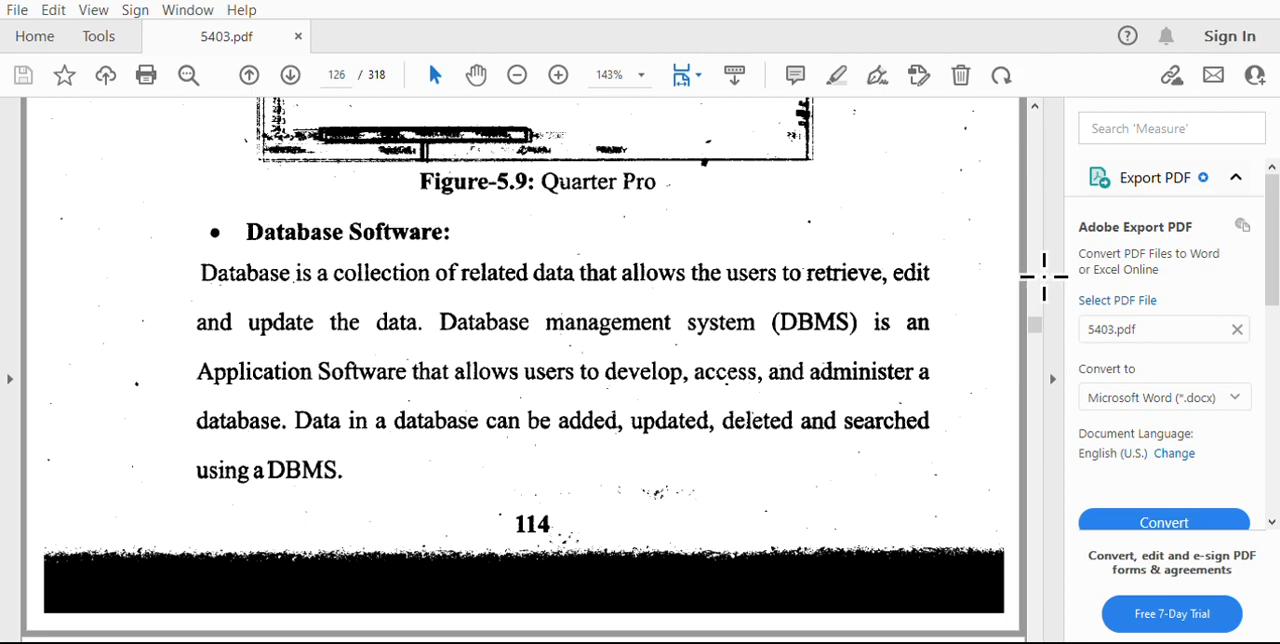 File Edit View Sign Window Help
Home Tools 5403.pdf × Sign In
126 / 318 143%
Search 'Measure'
Export PDF
Adobe Export PDF
Convert PDF Files to Word
or Excel Online
Select PDF File
5403.pdf
Convert to
Microsoft Word (*.docx)
Document Language:
English (U.S.) Change
Convert
Convert, edit and e-sign PDF
forms & agreements
Free 7-Day Trial
Figure-5.9: Quarter Pro
• Database Software:
Database is a collection of related data that allows the users to retrieve, edit
and update the data. Database management system (DBMS) is an
Application Software that allows users to develop, access, and administer a
database. Data in a database can be added, updated, deleted and searched
using a DBMS.
114